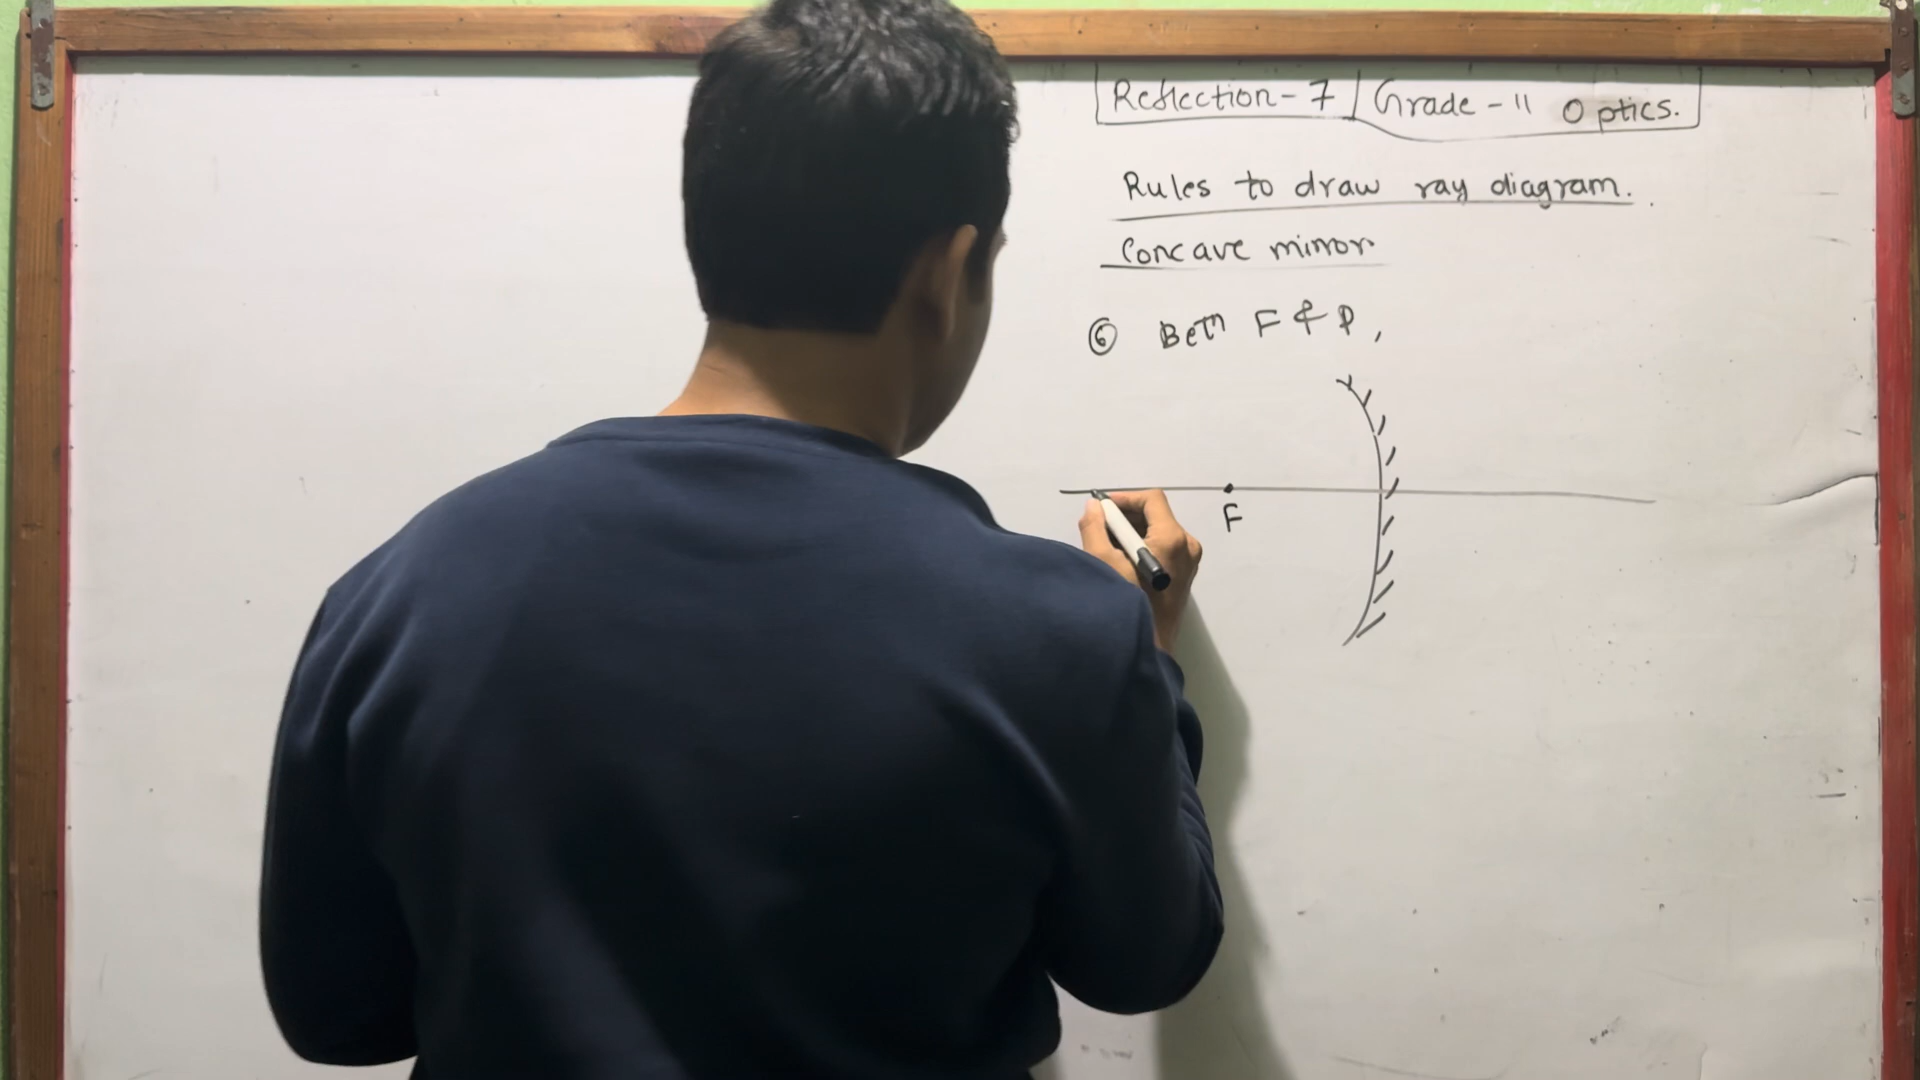 Reflection - 7 | Grade - 11 Optics.
Rules to draw ray diagram.
Concave mirror
⑥ Betn F & P,
F